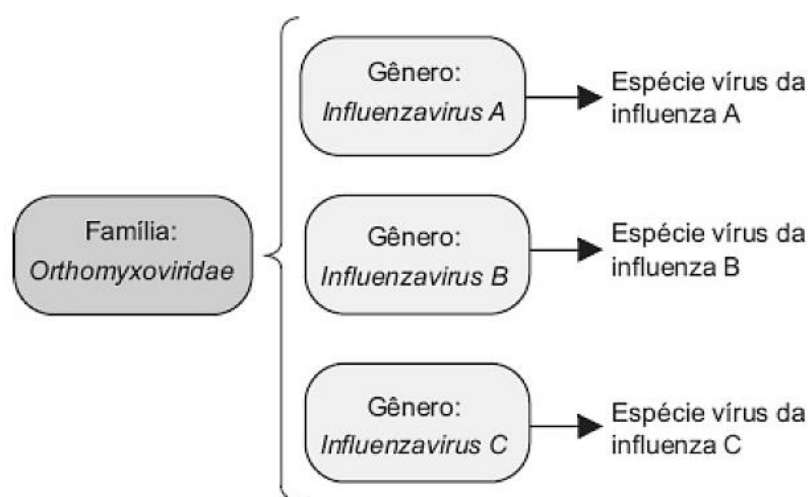 Família:
Orthomyxoviridae
Gênero:
Influenzavirus A
Espécie vírus da
influenza A
Gênero:
Influenzavirus B
Espécie vírus da
influenza B
Gênero:
Influenzavirus C
Espécie vírus da
influenza C